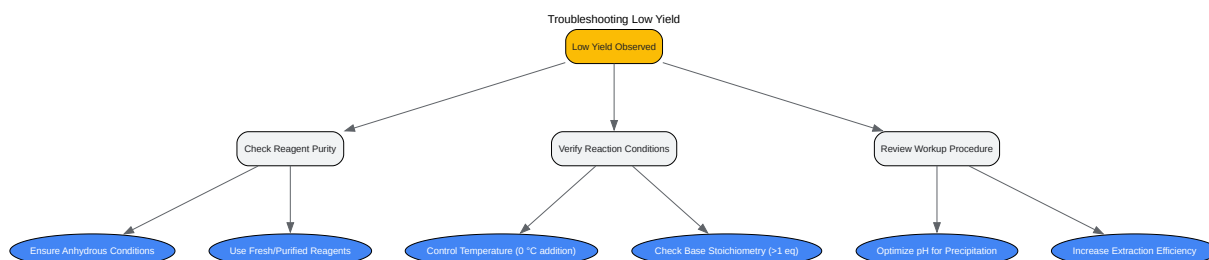 Troubleshooting Low Yield
Low Yield Observed
Check Reagent Purity
Verify Reaction Conditions
Review Workup Procedure
Ensure Anhydrous Conditions
Use Fresh/Purified Reagents
Control Temperature (0 °C addition)
Check Base Stoichiometry (>1 eq)
Optimize pH for Precipitation
Increase Extraction Efficiency